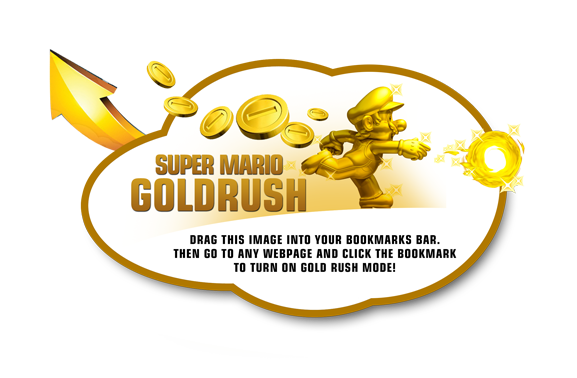 SUPER MARIO
GOLDRUSH
DRAG THIS IMAGE INTO YOUR BOOKMARKS BAR.
THEN GO TO ANY WEBPAGE AND CLICK THE BOOKMARK
TO TURN ON GOLD RUSH MODE!